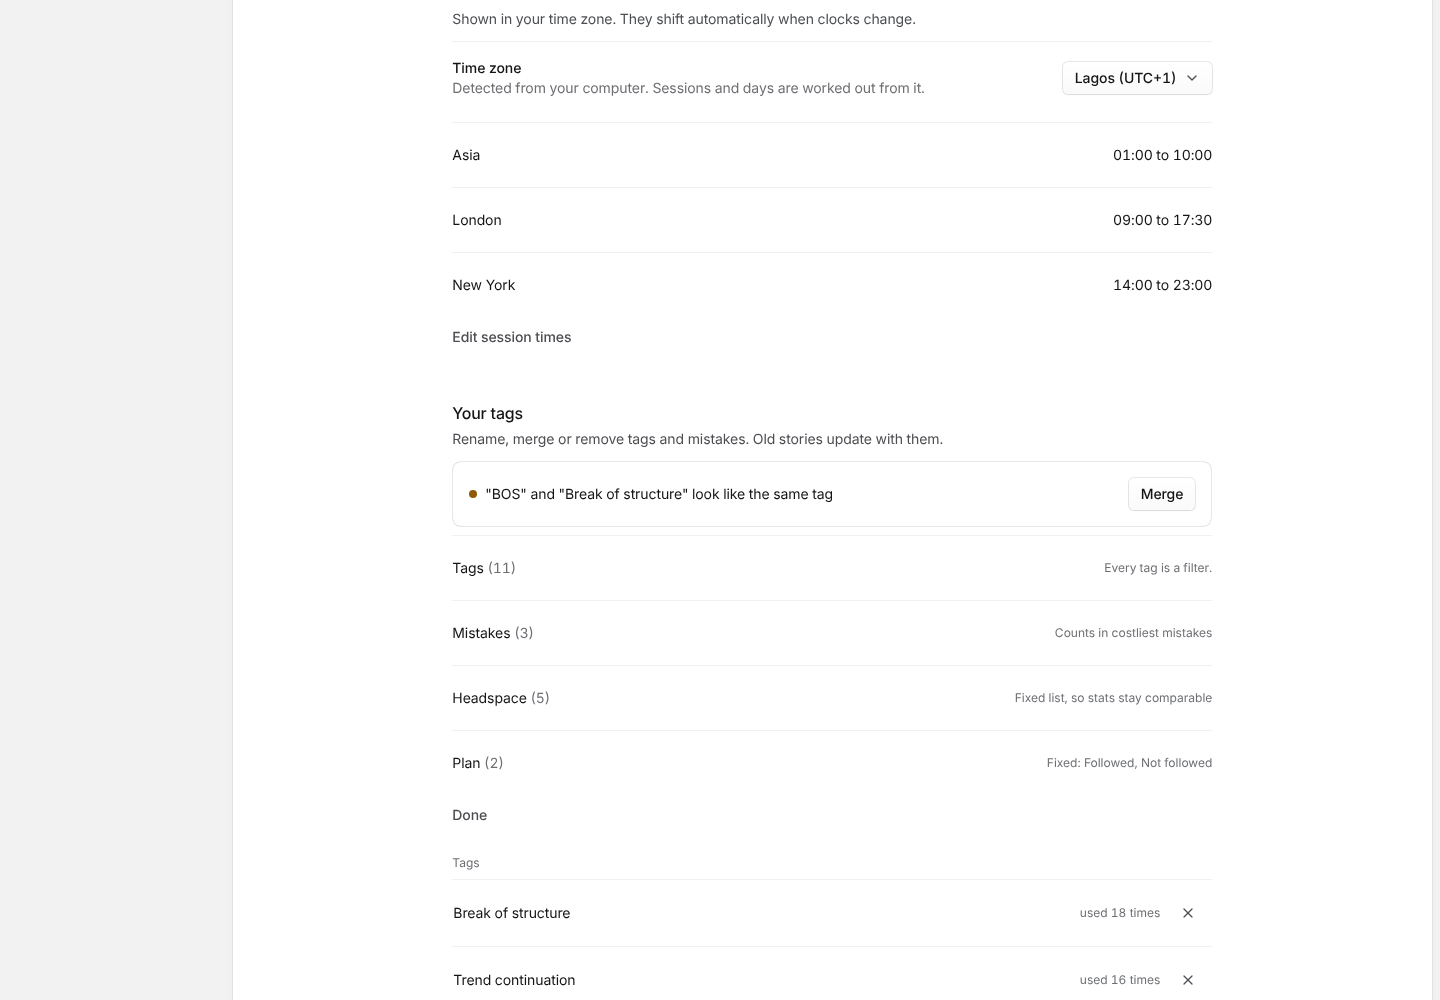 Shown in your time zone. They shift automatically when clocks change.
Time zone
Lagos (UTC+1)
Detected from your computer. Sessions and days are worked out from it.
Asia 01:00 to 10:00
London 09:00 to 17:30
New York 14:00 to 23:00
Edit session times
Your tags
Rename, merge or remove tags and mistakes. Old stories update with them.
"BOS" and "Break of structure" look like the same tag Merge
Tags (11) Every tag is a filter.
Mistakes (3) Counts in costliest mistakes
Headspace (5) Fixed list, so stats stay comparable
Plan (2) Fixed: Followed, Not followed
Done
Tags
Break of structure used 18 times
Trend continuation used 16 times